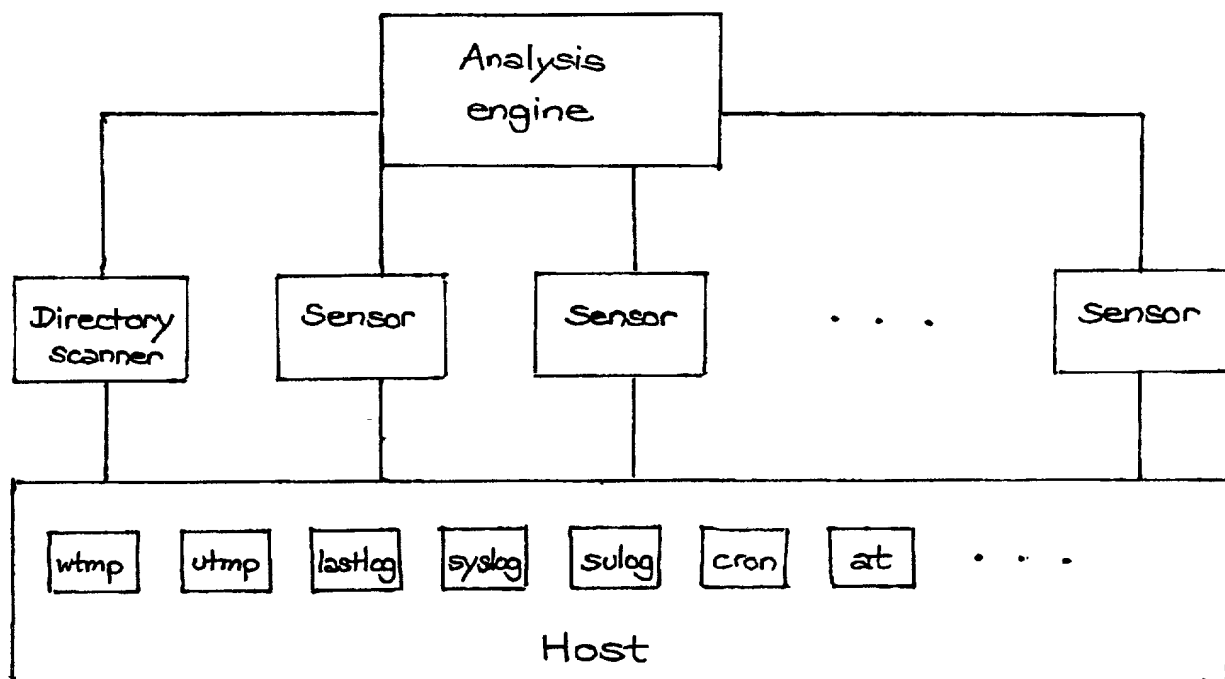 Analysis
engine
Directory
scanner
Sensor
Sensor
. . .
Sensor
wtmp
utmp
lastlog
syslog
sulog
cron
at
. . .
Host